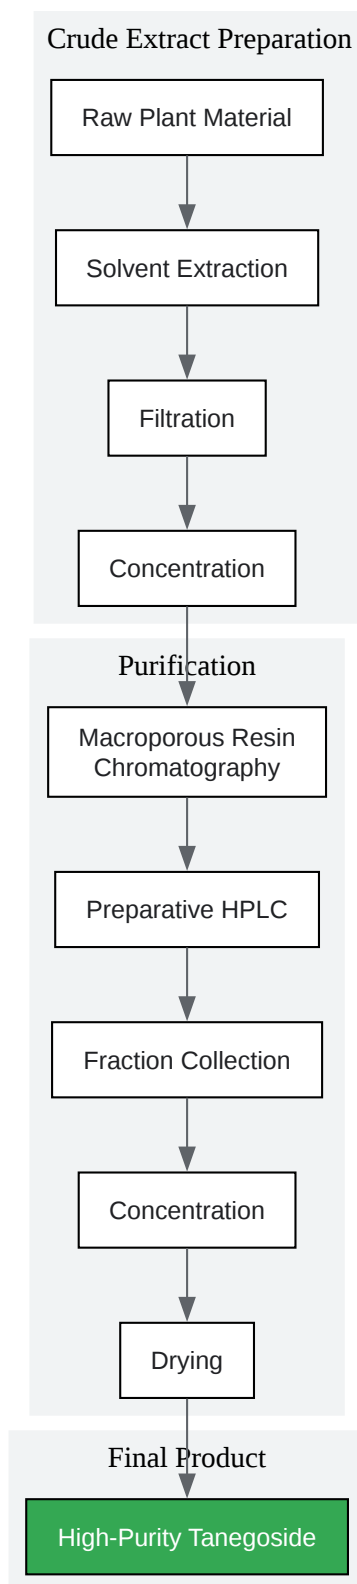 Crude Extract Preparation
Raw Plant Material
Solvent Extraction
Filtration
Concentration
Purification
Macroporous Resin
Chromatography
Preparative HPLC
Fraction Collection
Concentration
Drying
Final Product
High-Purity Tanegoside